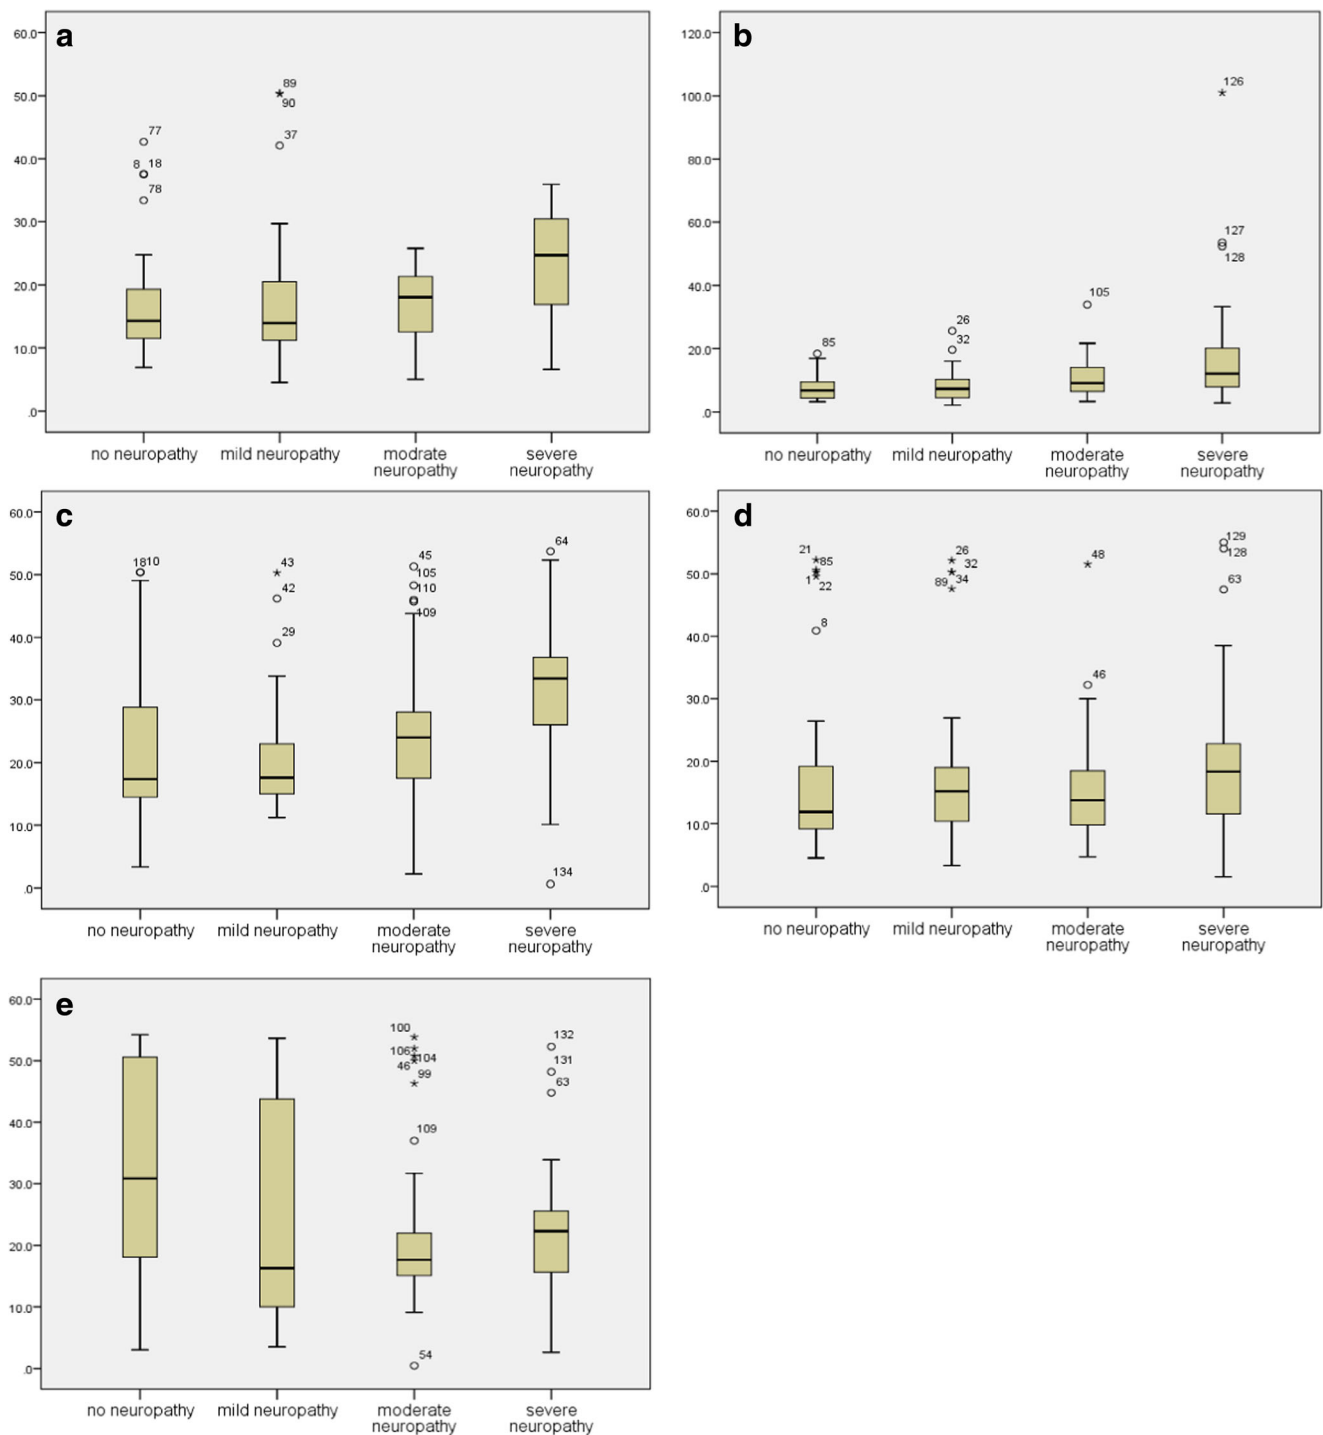 a
60.0
50.0
40.0
30.0
20.0
10.0
.0
77
8 18
78
89
90
37
no neuropathy
mild neuropathy
modrate
neuropathy
severe
neuropathy
b
120.0
100.0
80.0
60.0
40.0
20.0
.0
85
26
32
105
126
127
128
no neuropathy
mild neuropathy
moderate
neuropathy
severe
neuropathy
c
60.0
50.0
40.0
30.0
20.0
10.0
.0
1810
43
42
29
45
105
110
109
64
134
no neuropathy
mild neuropathy
moderate
neuropathy
severe
neuropathy
d
60.0
50.0
40.0
30.0
20.0
10.0
.0
21
85
1
22
8
26
32
89 34
48
46
129
128
63
no neuropathy
mild neuropathy
moderate
neuropathy
severe
neuropathy
e
60.0
50.0
40.0
30.0
20.0
10.0
.0
100
106
104
46
99
109
54
132
131
63
no neuropathy
mild neuropathy
moderate
neuropathy
severe
neuropathy